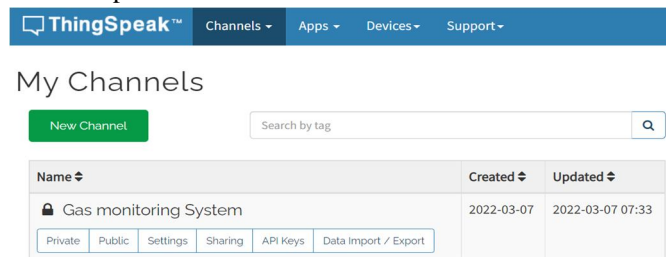 ThingSpeak™ Channels Apps Devices Support
My Channels
New Channel Search by tag
Name Created Updated
Gas monitoring System 2022-03-07 2022-03-07 07:33
Private Public Settings Sharing API Keys Data Import / Export